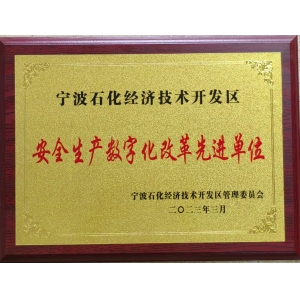 宁波石化经济技术开发区
安全生产数字化改革先进单位
宁波石化经济技术开发区管理委员会
二〇二三年三月